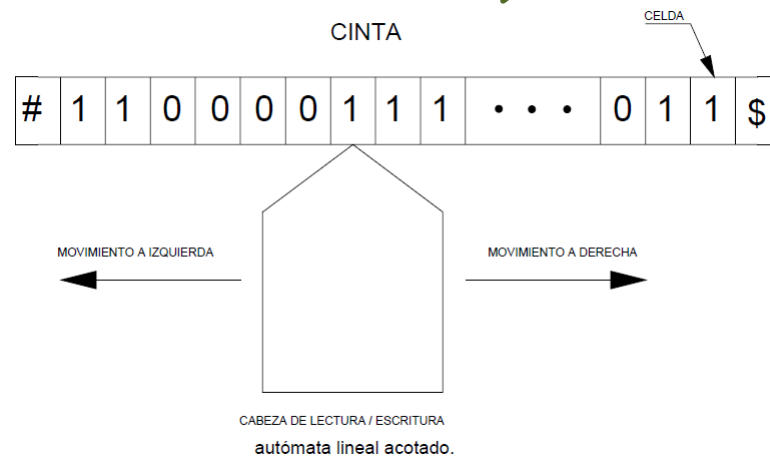 CELDA
CINTA
# 1 1 0 0 0 0 1 1 1 • • • 0 1 1 $
MOVIMIENTO A IZQUIERDA
MOVIMIENTO A DERECHA
CABEZA DE LECTURA / ESCRITURA
autómata lineal acotado.